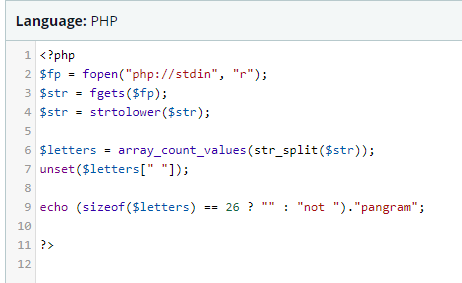 Language: PHP
1 <?php
2 $fp = fopen("php://stdin", "r");
3 $str = fgets($fp);
4 $str = strtolower($str);
5
6 $letters = array_count_values(str_split($str));
7 unset($letters[" "]);
8
9 echo (sizeof($letters) == 26 ? "" : "not ")."pangram";
10
11 ?>
12